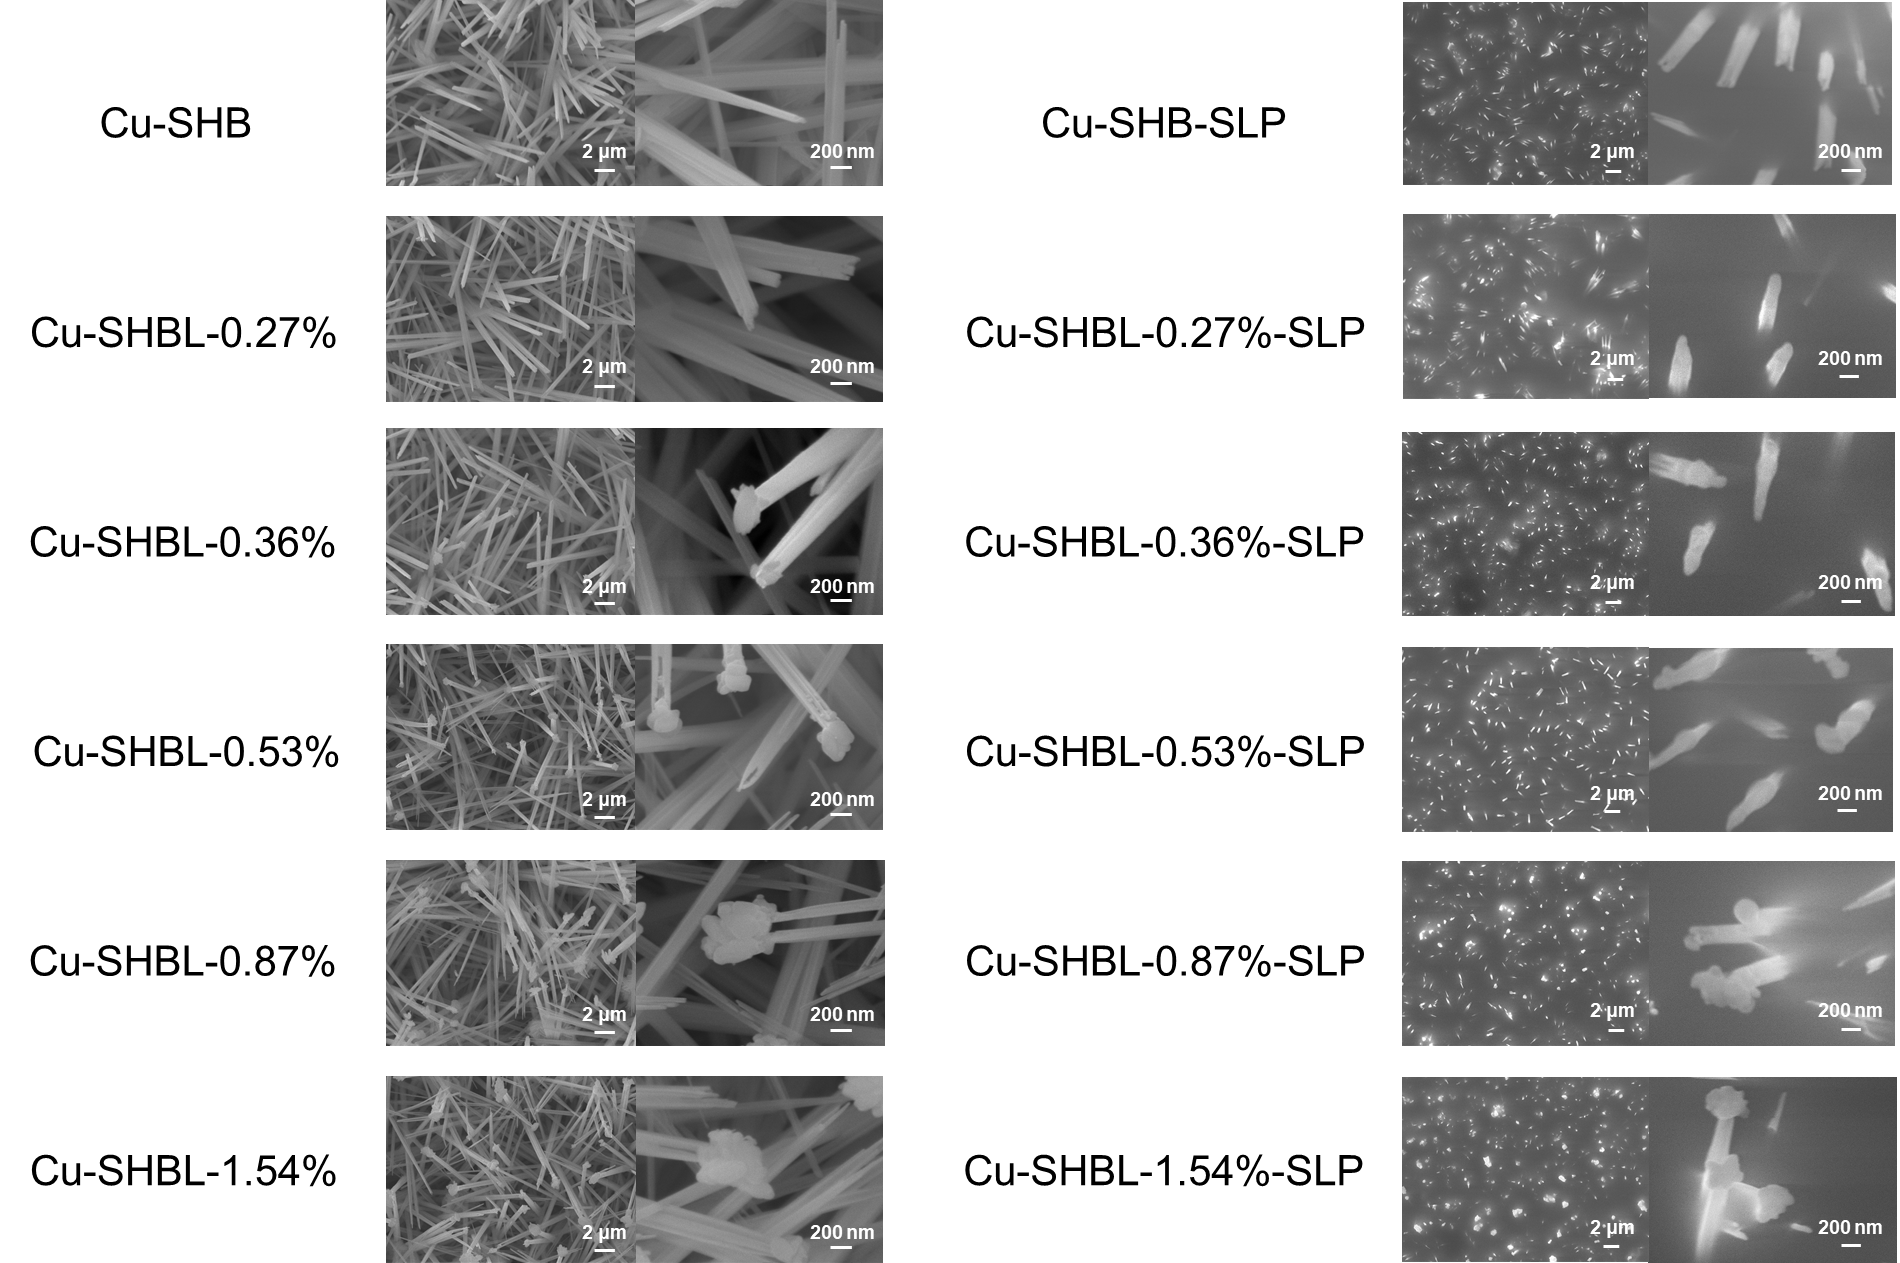 Cu-SHB
2 µm
200 nm
Cu-SHB-SLP
2 µm
200 nm
Cu-SHBL-0.27%
2 µm
200 nm
Cu-SHBL-0.27%-SLP
2 µm
200 nm
Cu-SHBL-0.36%
2 µm
200 nm
Cu-SHBL-0.36%-SLP
2 µm
200 nm
Cu-SHBL-0.53%
2 µm
200 nm
Cu-SHBL-0.53%-SLP
2 µm
200 nm
Cu-SHBL-0.87%
2 µm
200 nm
Cu-SHBL-0.87%-SLP
2 µm
200 nm
Cu-SHBL-1.54%
2 µm
200 nm
Cu-SHBL-1.54%-SLP
2 µm
200 nm